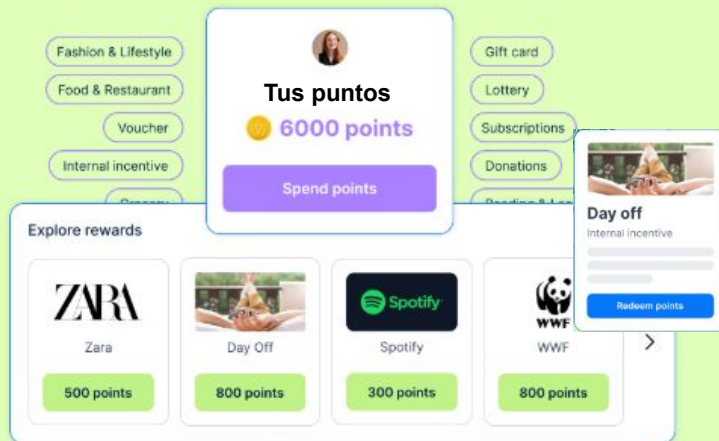 Fashion & Lifestyle
Food & Restaurant
Voucher
Internal incentive
Tus puntos
6000 points
Spend points
Gift card
Lottery
Subscriptions
Donations
Explore rewards
ZARA
Zara
500 points
Day Off
800 points
Spotify
Spotify
300 points
WWF
WWF
800 points
Day off
Internal incentive
Redeem points